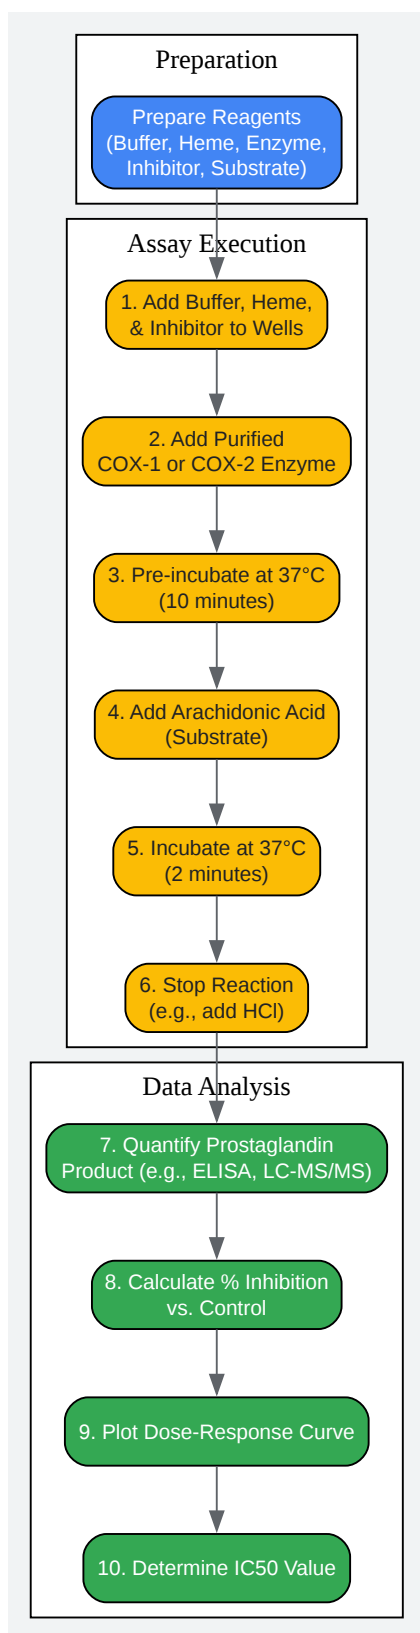 Preparation
Prepare Reagents
(Buffer, Heme, Enzyme,
Inhibitor, Substrate)
Assay Execution
1. Add Buffer, Heme,
& Inhibitor to Wells
2. Add Purified
COX-1 or COX-2 Enzyme
3. Pre-incubate at 37°C
(10 minutes)
4. Add Arachidonic Acid
(Substrate)
5. Incubate at 37°C
(2 minutes)
6. Stop Reaction
(e.g., add HCl)
Data Analysis
7. Quantify Prostaglandin
Product (e.g., ELISA, LC-MS/MS)
8. Calculate % Inhibition
vs. Control
9. Plot Dose-Response Curve
10. Determine IC50 Value